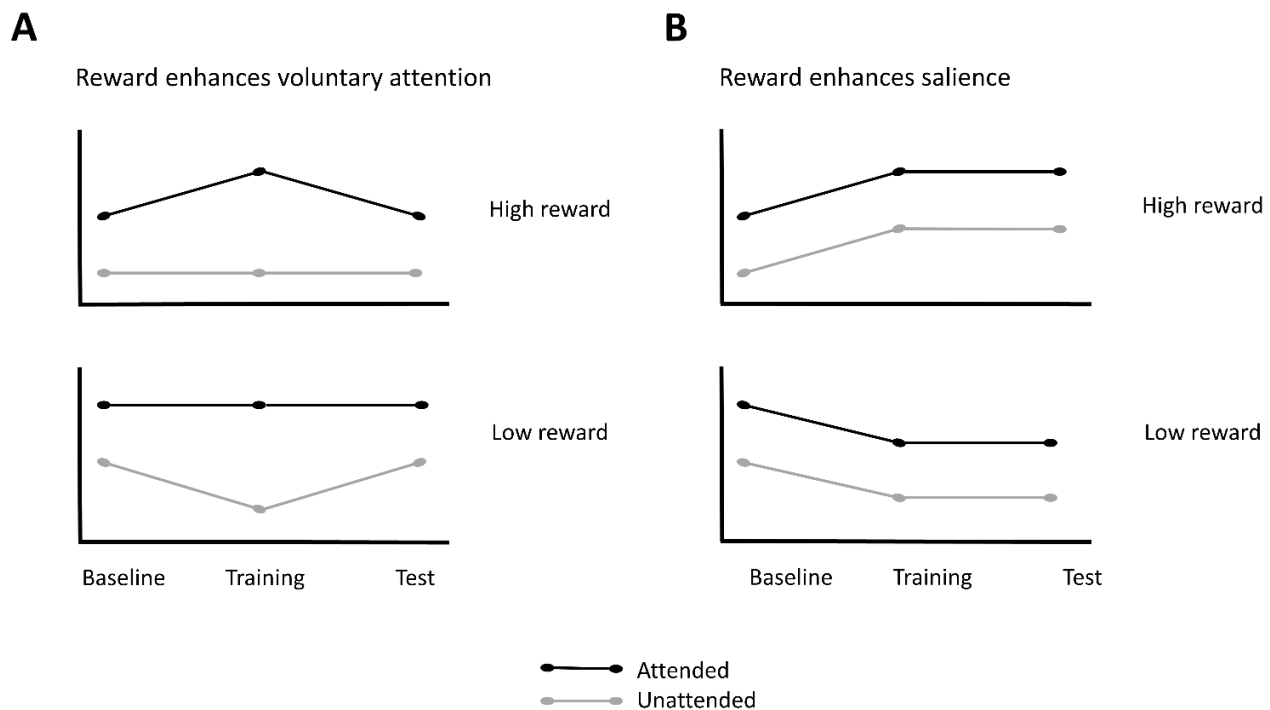 A
Reward enhances voluntary attention
High reward
Low reward
Baseline Training Test
B
Reward enhances salience
High reward
Low reward
Baseline Training Test
Attended
Unattended